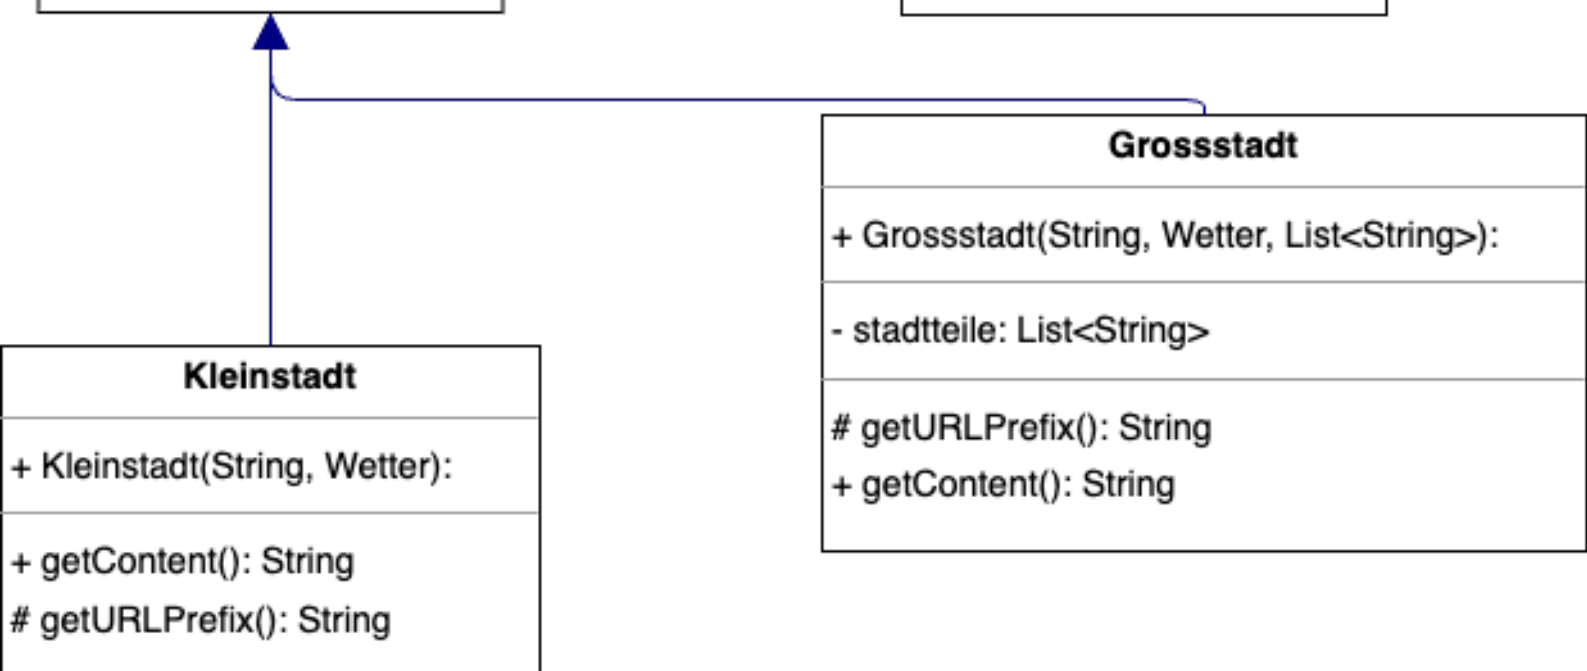 Grossstadt
+ Grossstadt(String, Wetter, List<String>):
- stadtteile: List<String>
# getURLPrefix(): String
+ getContent(): String
Kleinstadt
+ Kleinstadt(String, Wetter):
+ getContent(): String
# getURLPrefix(): String